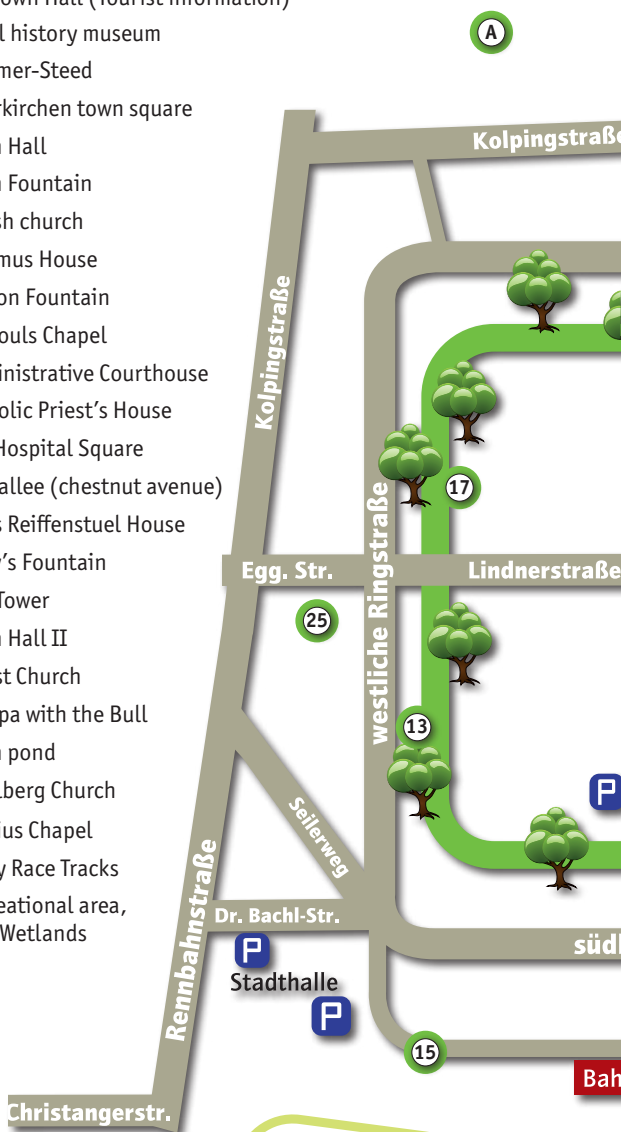 own Hall (Tourist Information)
l history museum
mer-Steed
rkirchen town square
Hall
Fountain
sh church
mus House
on Fountain
ouls Chapel
inistrative Courthouse
olic Priest's House
Hospital Square
allee (chestnut avenue)
s Reiffenstuel House
's Fountain
Tower
Hall II
st Church
pa with the Bull
pond
lberg Church
ius Chapel
y Race Tracks
eational area,
Wetlands
A
Kolpingstraße
Kolpingstraße
17
westliche Ringstraße
Egg. Str.
Lindnerstraße
25
13
P
Seilerweg
Rennbahnstraße
Dr. Bachl-Str.
südl
P
Stadthalle
P
15
Bah
Christangerstr.